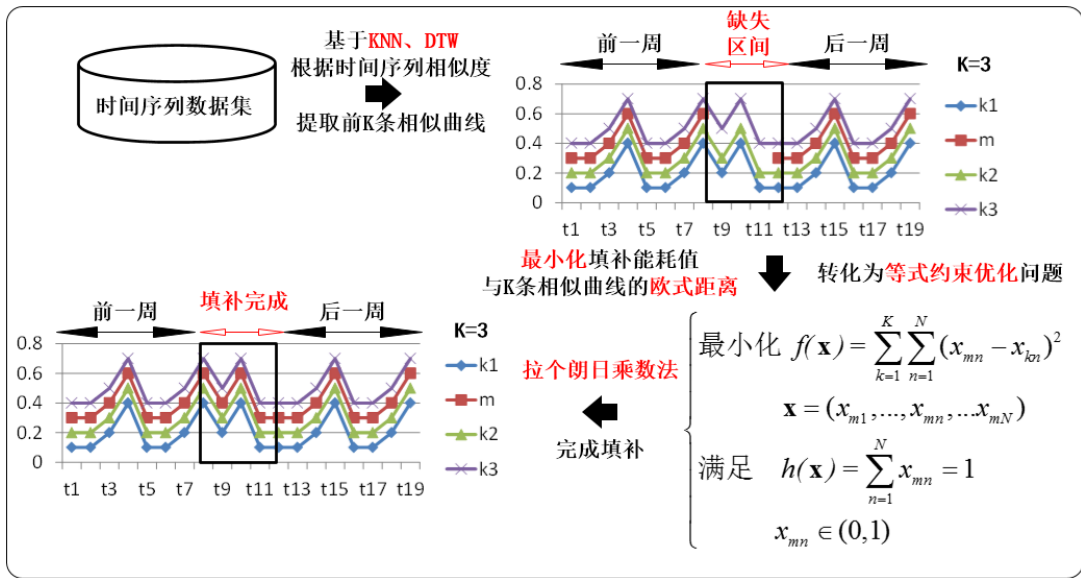 基于KNN、DTW
根据时间序列相似度
提取前K条相似曲线
时间序列数据集
前一周
缺失
区间
后一周
K=3
0.8
0.6
0.4
0.2
0
t1 t3 t5 t7 t9 t11 t13 t15 t17 t19
k1
m
k2
k3
最小化填补能耗值
与K条相似曲线的欧式距离
转化为等式约束优化问题
最小化 f(x) = ∑_{k=1}^{K} ∑_{n=1}^{N} (x_{mn} − x_{kn})^2
x = (x_{m1},...,x_{mn},...x_{mN})
满足 h(x) = ∑_{n=1}^{N} x_{mn} = 1
x_{mn} ∈ (0,1)
拉个朗日乘数法
完成填补
前一周
填补完成
后一周
K=3
0.8
0.6
0.4
0.2
0
t1 t3 t5 t7 t9 t11 t13 t15 t17 t19
k1
m
k2
k3